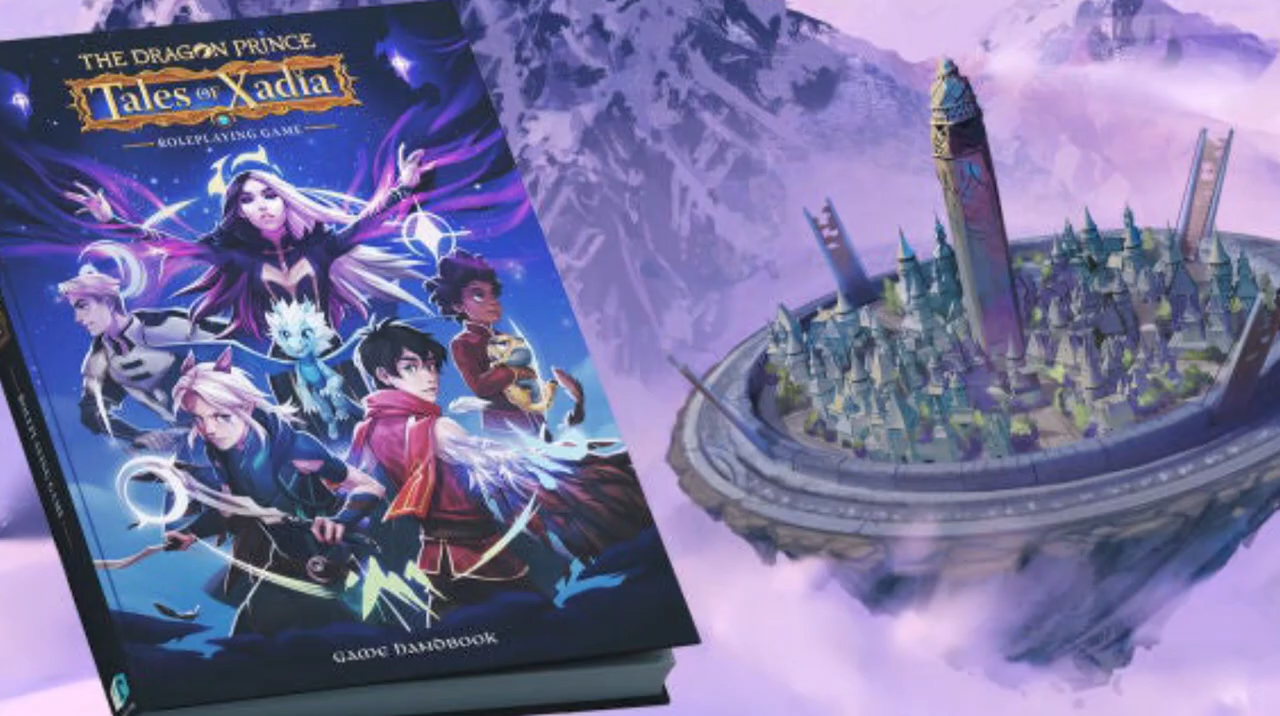 THE DRAGON PRINCE
Tales OF Xadia
ROLEPLAYING GAME
GAME HANDBOOK